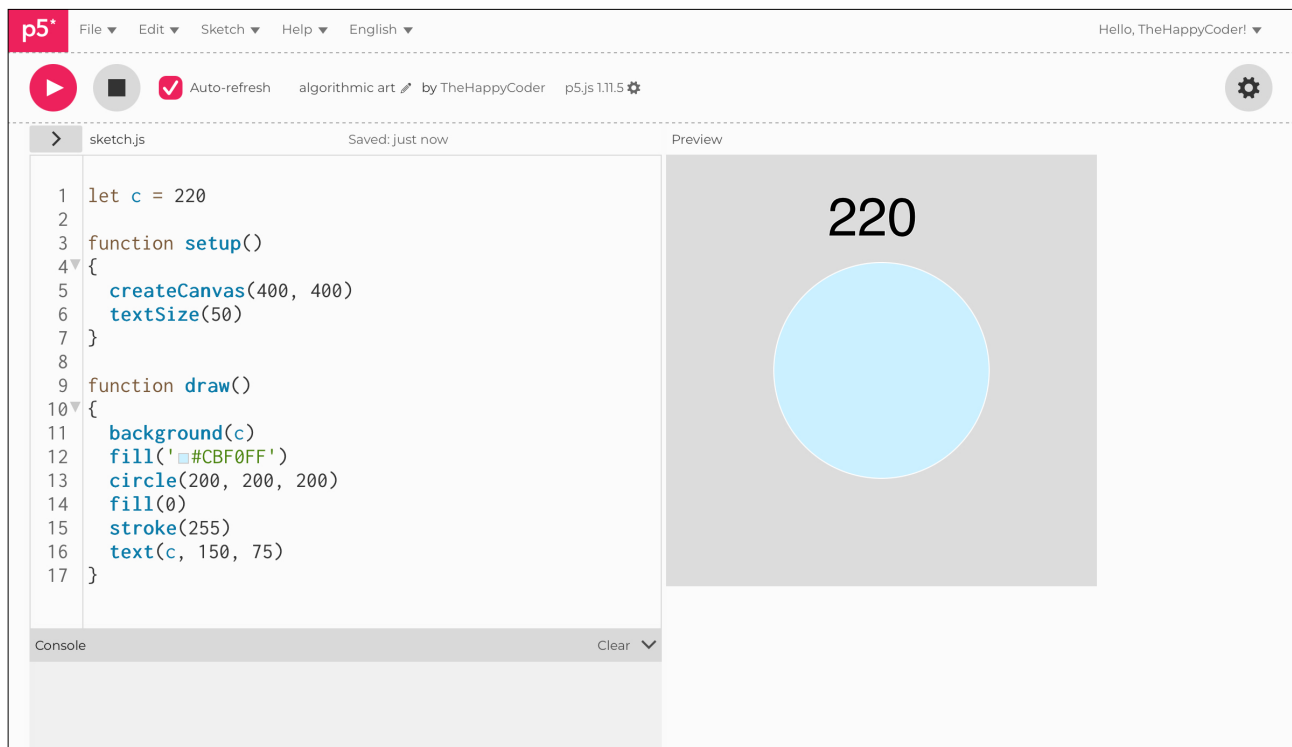 p5* File Edit Sketch Help English Hello, TheHappyCoder!
Auto-refresh algorithmic art by TheHappyCoder p5.js 1.11.5
sketch.js Saved: just now Preview
1 let c = 220
2
3 function setup()
4 {
5 createCanvas(400, 400)
6 textSize(50)
7 }
8
9 function draw()
10 {
11 background(c)
12 fill('#CBF0FF')
13 circle(200, 200, 200)
14 fill(0)
15 stroke(255)
16 text(c, 150, 75)
17 }
220
Console Clear